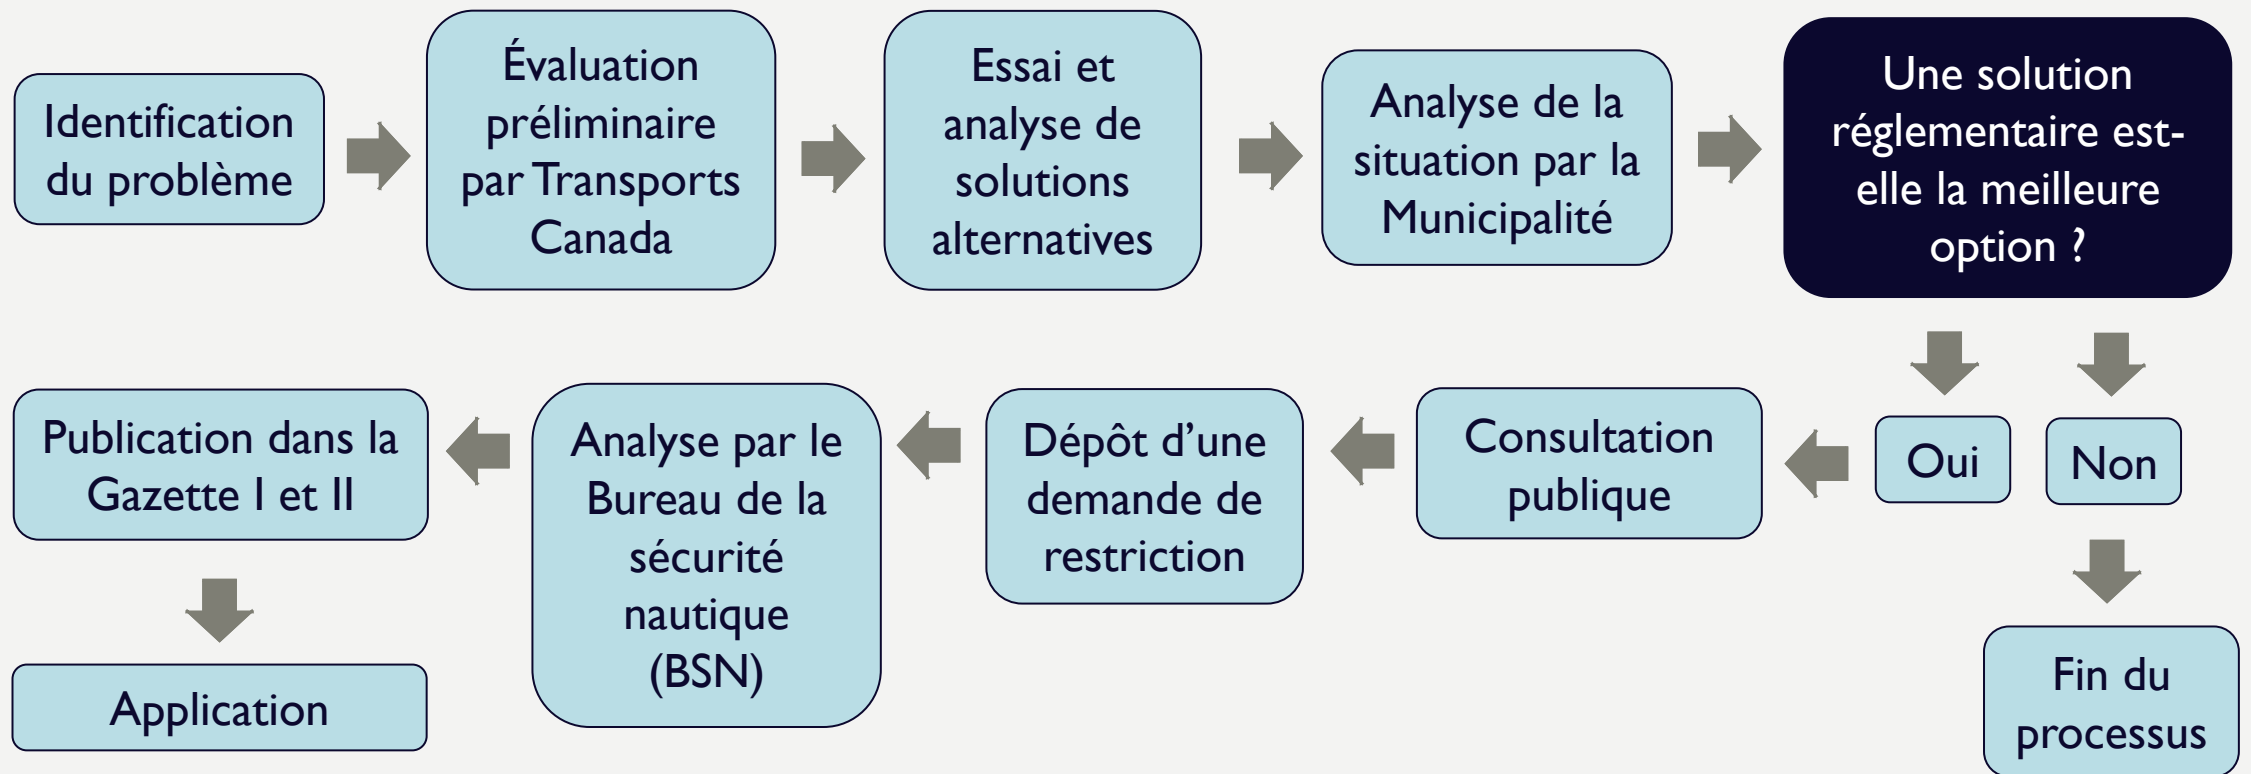 Identification
du problème
Évaluation
préliminaire
par Transports
Canada
Essai et
analyse de
solutions
alternatives
Analyse de la
situation par la
Municipalité
Une solution
réglementaire est-
elle la meilleure
option ?
Oui
Non
Consultation
publique
Dépôt d’une
demande de
restriction
Analyse par le
Bureau de la
sécurité
nautique
(BSN)
Publication dans la
Gazette I et II
Application
Fin du
processus